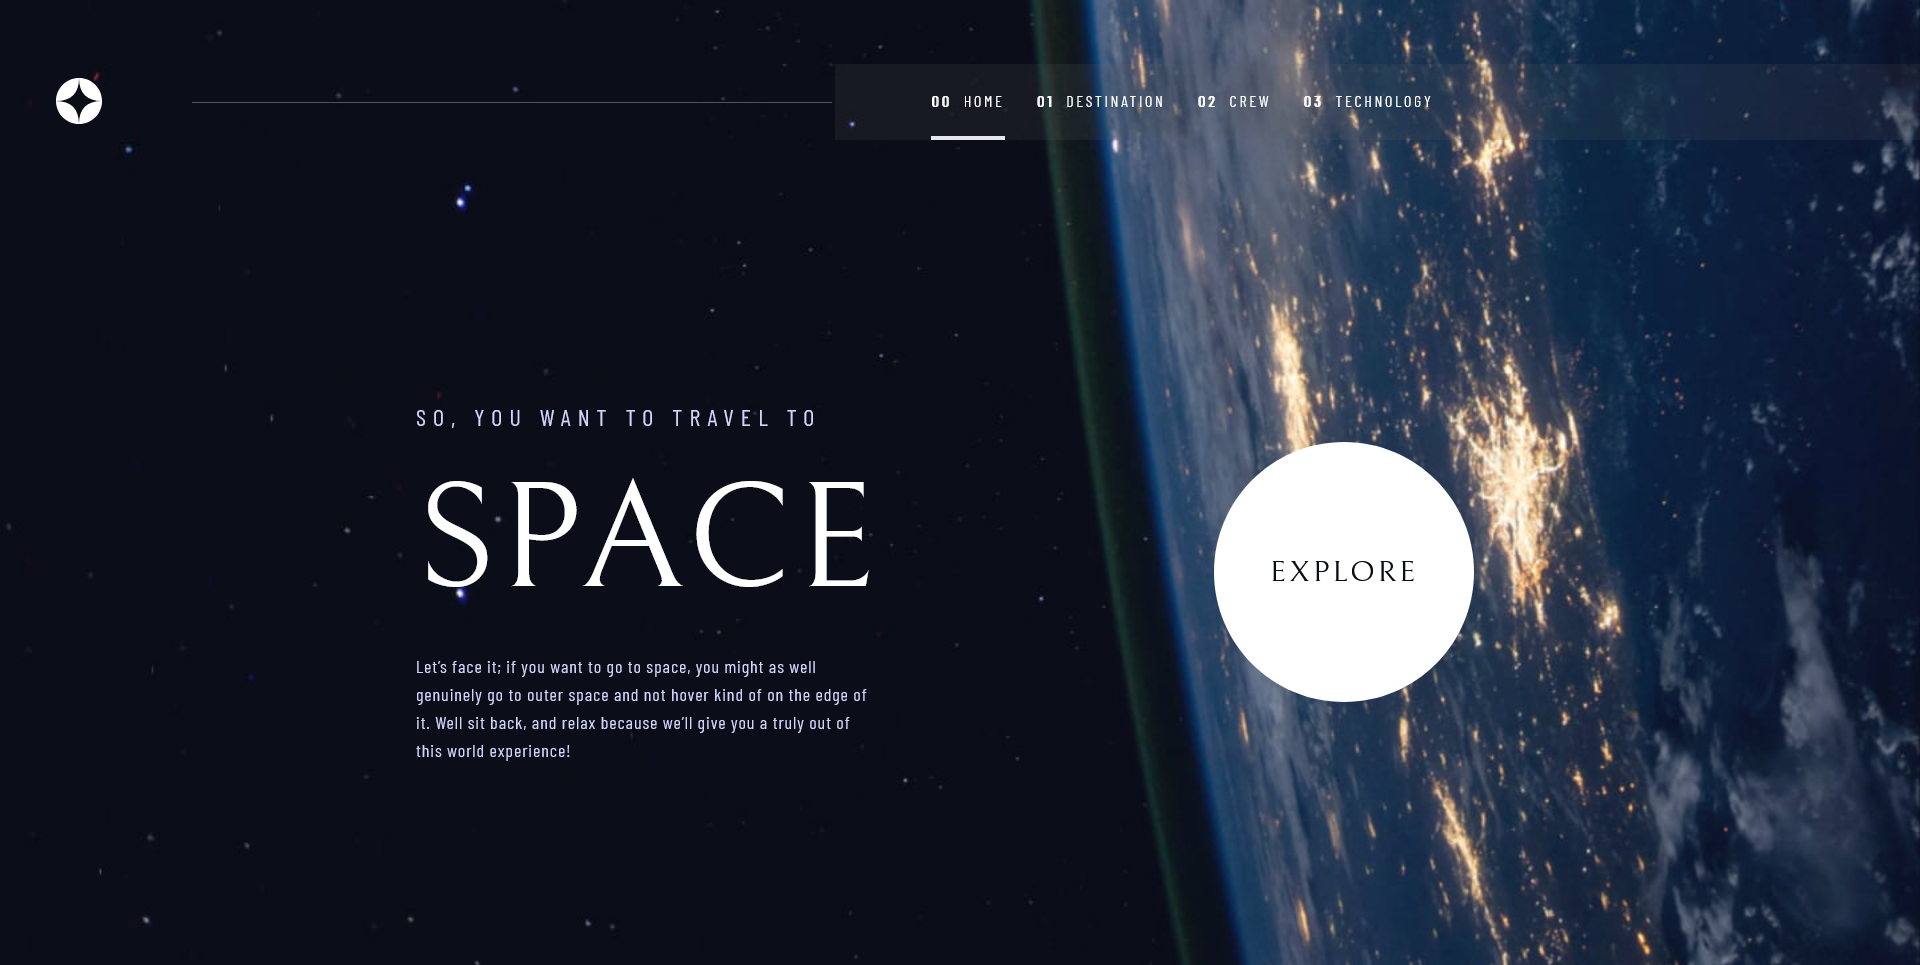 00 HOME 01 DESTINATION 02 CREW 03 TECHNOLOGY
SO, YOU WANT TO TRAVEL TO
SPACE
EXPLORE
Let’s face it; if you want to go to space, you might as well
genuinely go to outer space and not hover kind of on the edge of
it. Well sit back, and relax because we’ll give you a truly out of
this world experience!